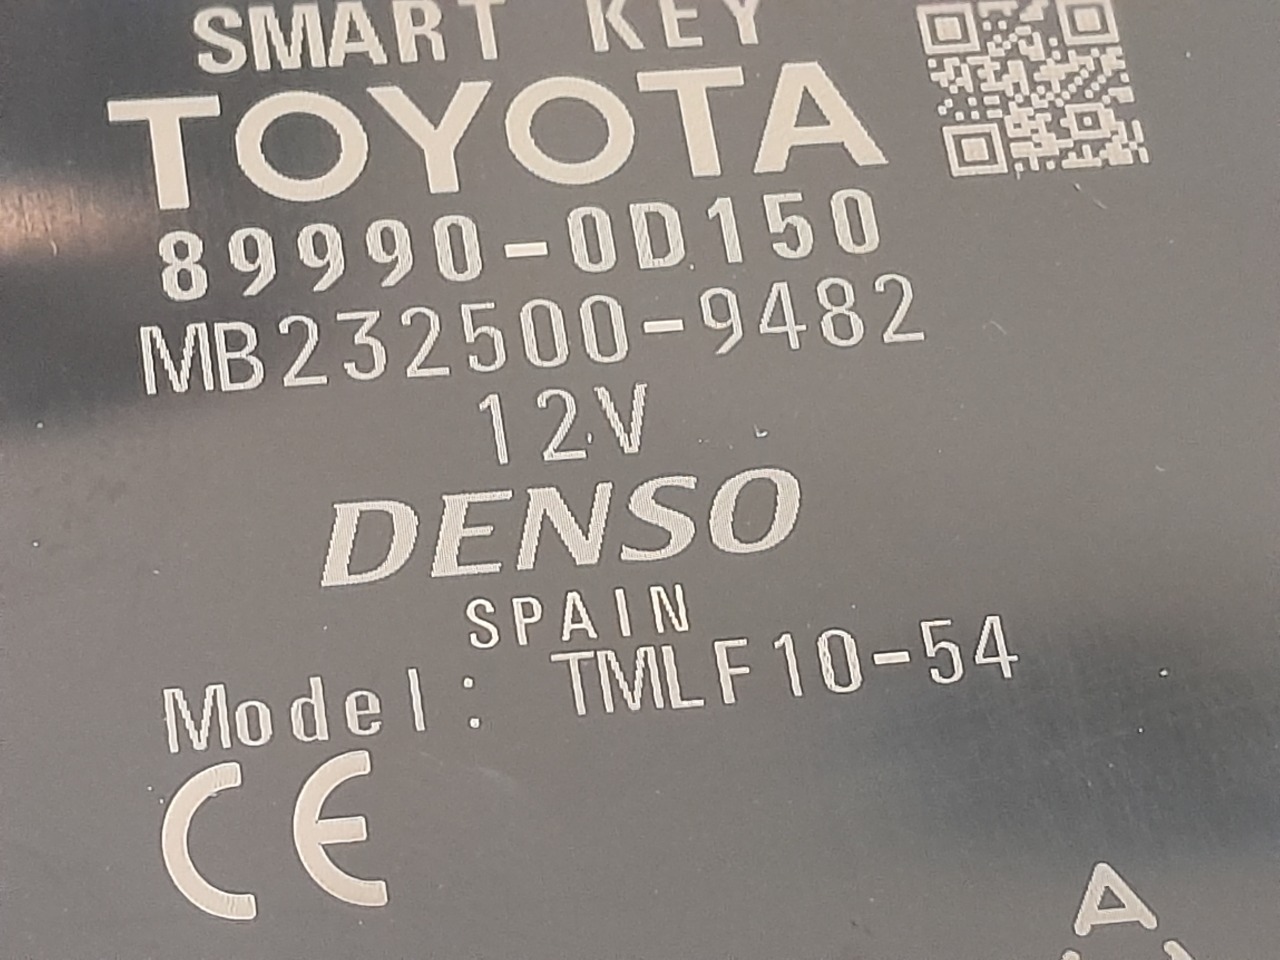 SMART KEY
TOYOTA
89990-0D150
MB232500-9482
12V
DENSO
SPAIN
Model: TMLF10-54
CE
A